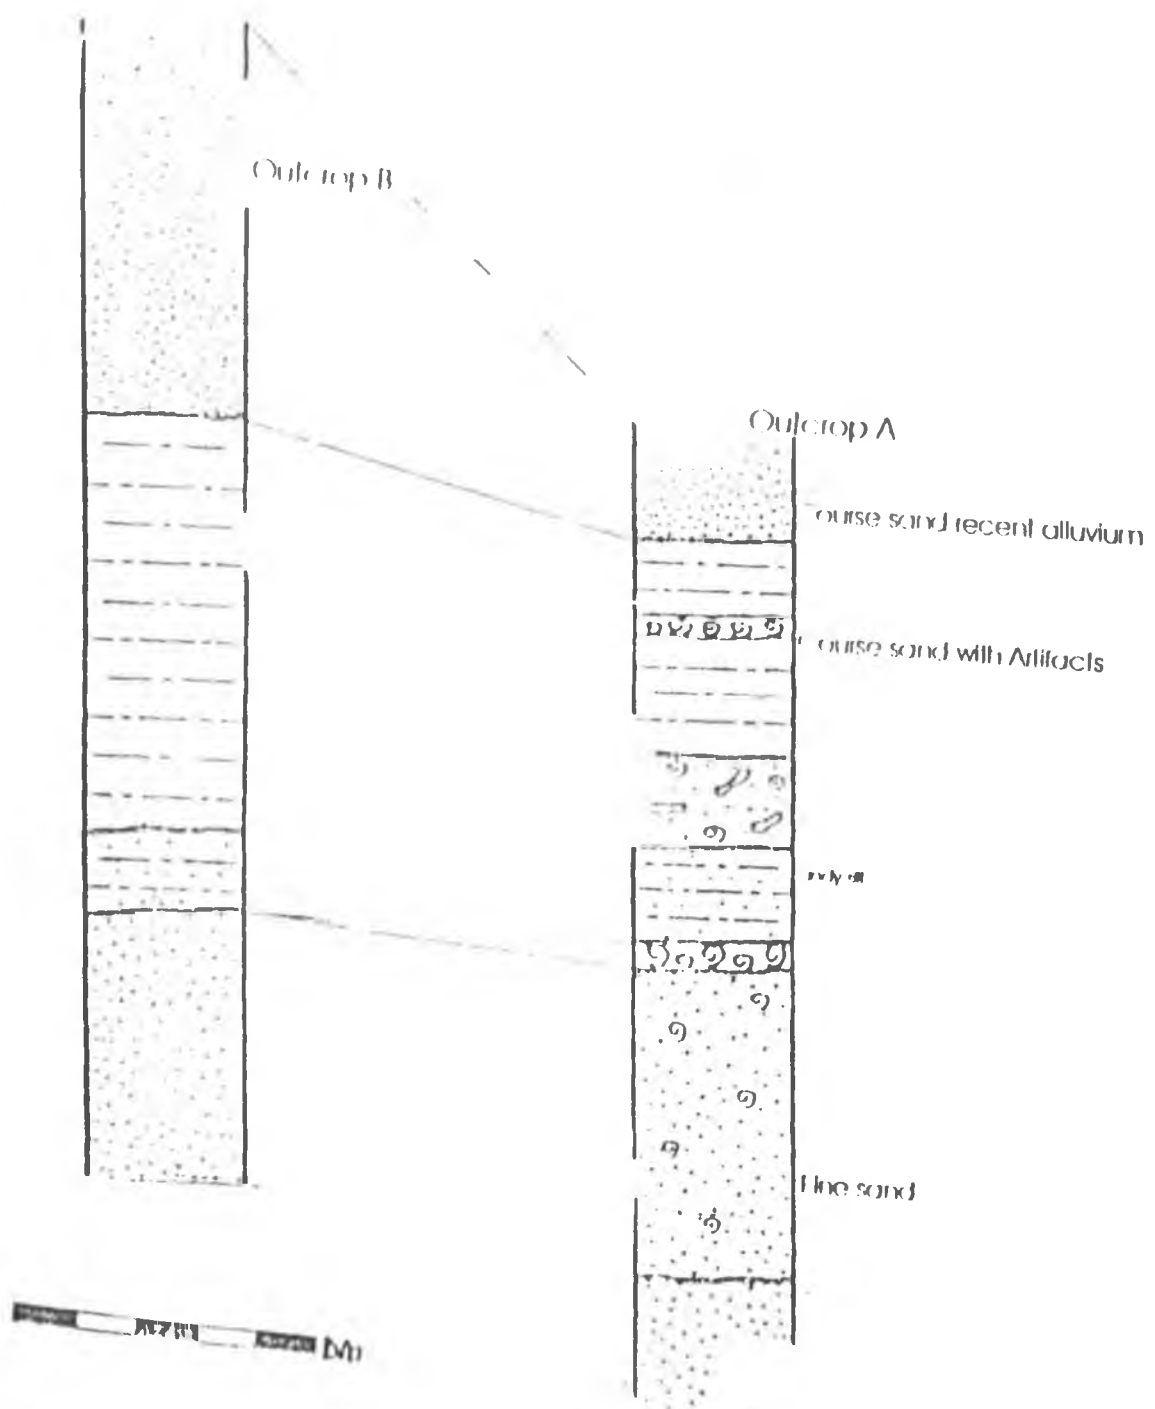 Outcrop B
Outcrop A
ourse sand recent alluvium
ourse sand with Artifacts
Fine sand